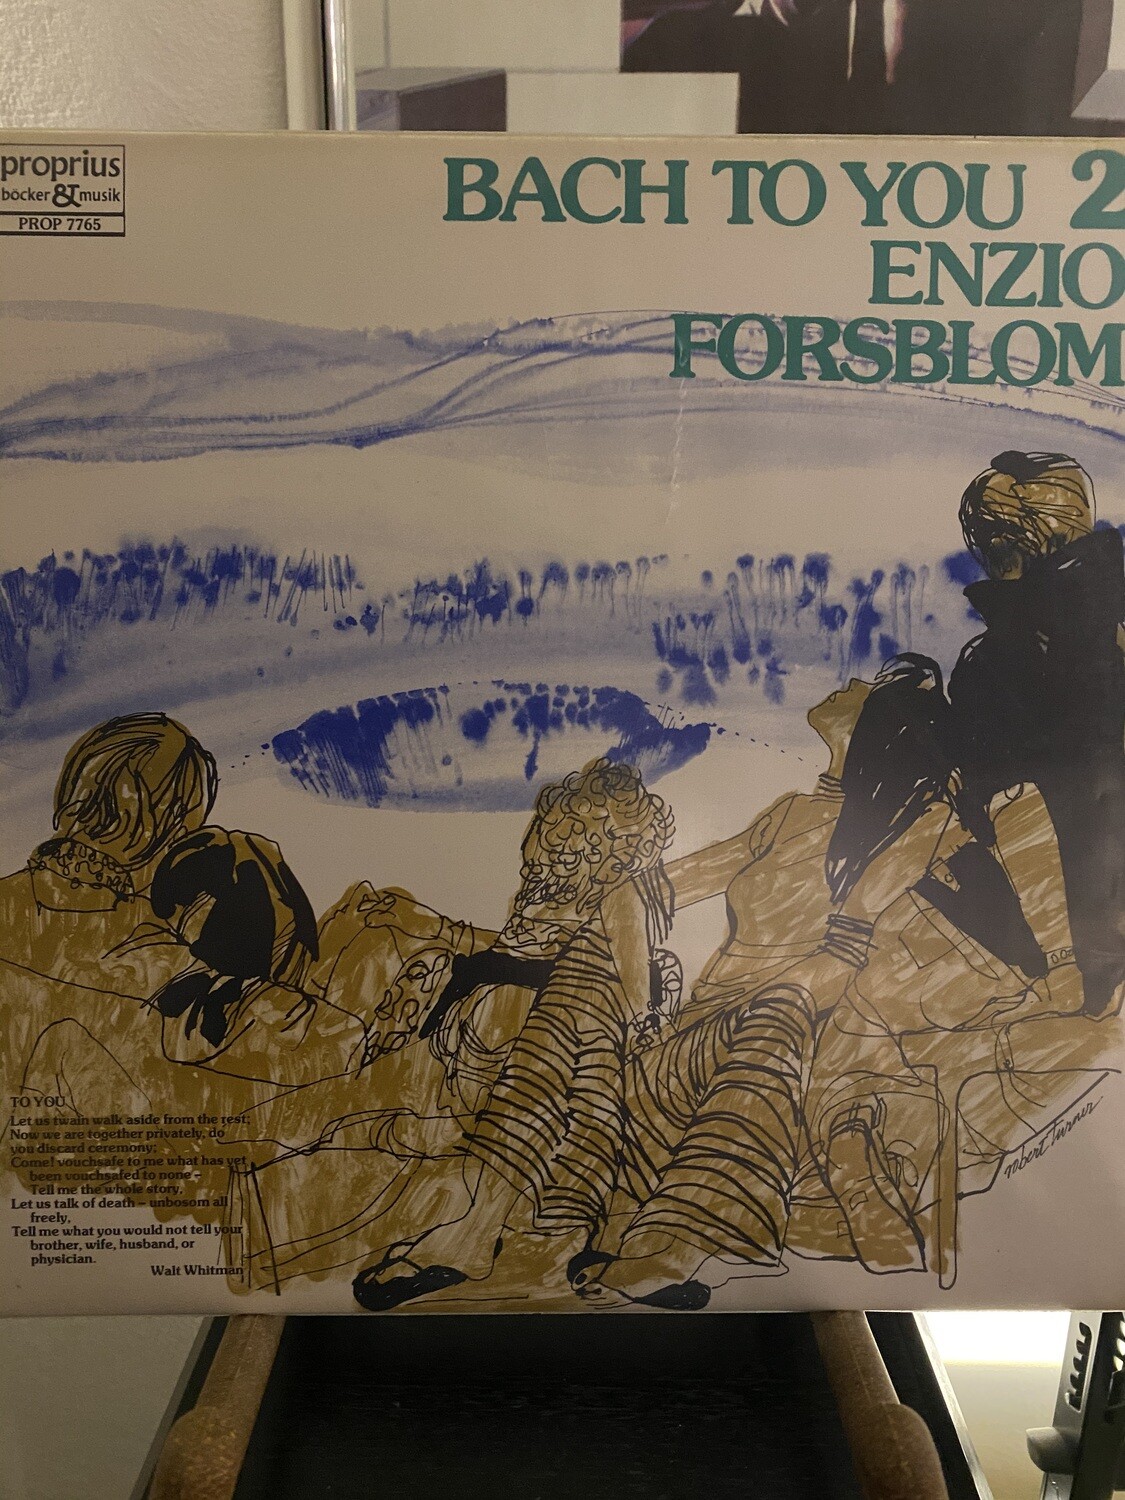 proprius
böcker & musik
PROP 7765
BACH TO YOU 2
ENZIO
FORSBLOM
TO YOU
Let us twain walk aside from the rest;
Now we are together privately, do
you discard ceremony;
Come! vouchsafe to me what has yet
been vouchsafed to none –
Tell me the whole story,
Let us talk of death – unbosom all
freely,
Tell me what you would not tell your
brother, wife, husband, or
physician.
Walt Whitman
robert turner